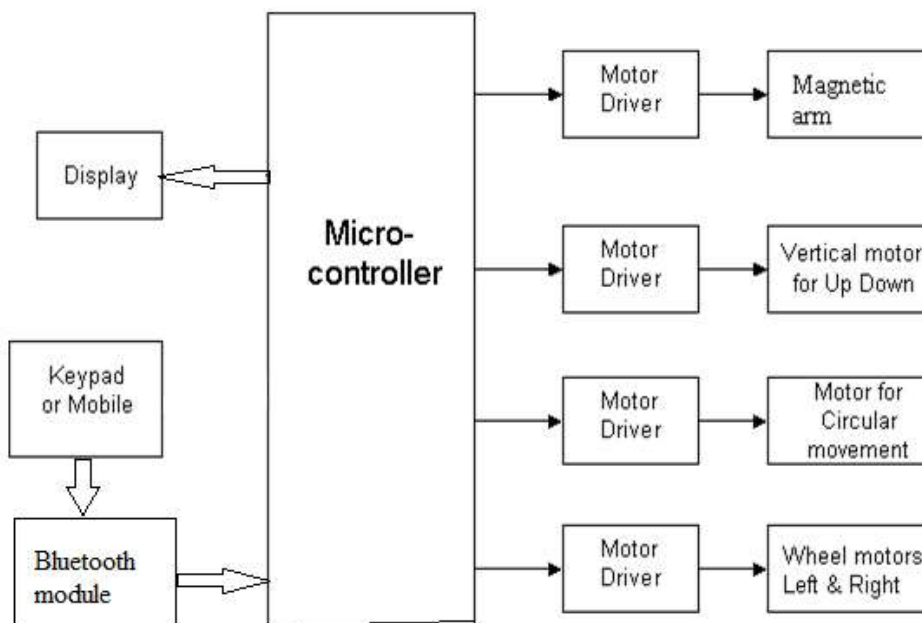 Display
Keypad
or Mobile
Bluetooth
module
Micro-
controller
Motor
Driver
Magnetic
arm
Motor
Driver
Vertical motor
for Up Down
Motor
Driver
Motor for
Circular
movement
Motor
Driver
Wheel motors
Left & Right